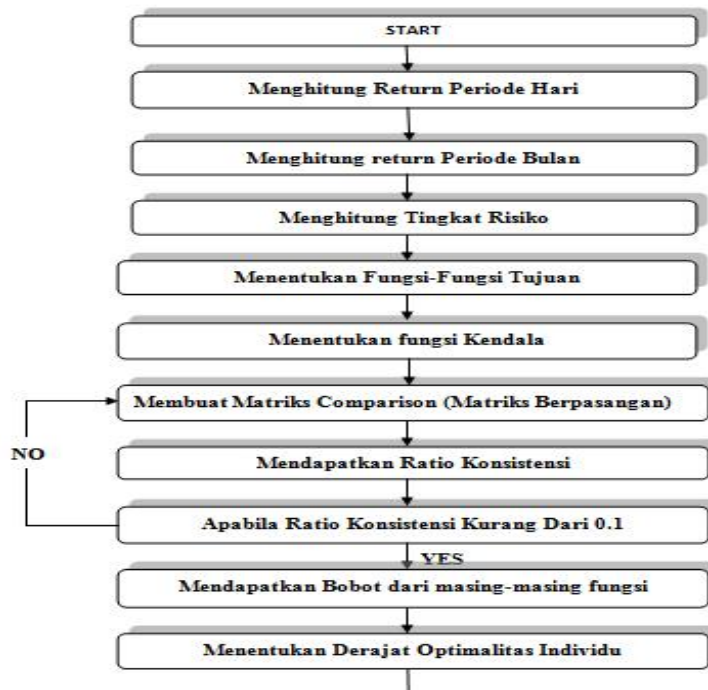 START
Menghitung Return Periode Hari
Menghitung return Periode Bulan
Menghitung Tingkat Risiko
Menentukan Fungsi-Fungsi Tujuan
Menentukan fungsi Kendala
Membuat Matriks Comparison (Matriks Berpasangan)
NO
Mendapatkan Ratio Konsistensi
Apabila Ratio Konsistensi Kurang Dari 0.1
YES
Mendapatkan Bobot dari masing-masing fungsi
Menentukan Derajat Optimalitas Individu